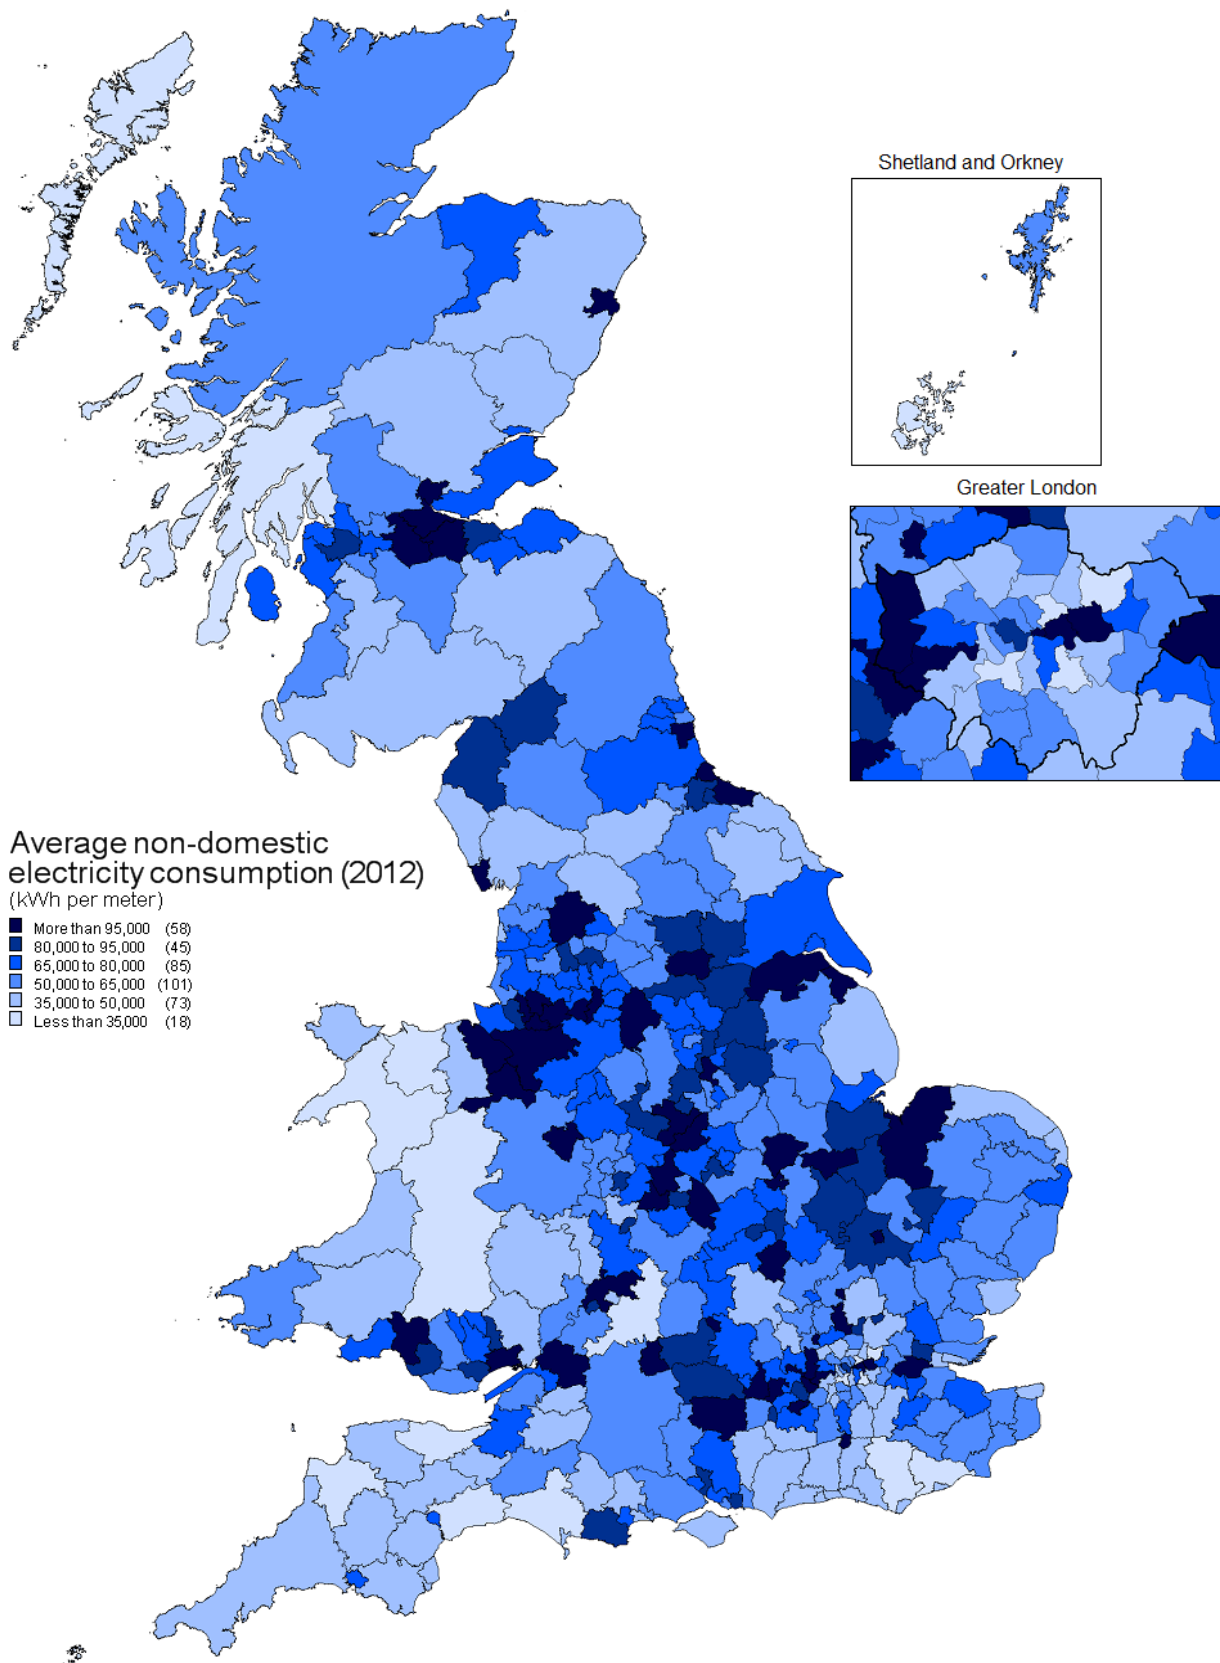 Shetland and Orkney
Greater London
Average non-domestic
electricity consumption (2012)
(kWh per meter)
More than 95,000 (58)
80,000 to 95,000 (45)
65,000 to 80,000 (85)
50,000 to 65,000 (101)
35,000 to 50,000 (73)
Less than 35,000 (18)